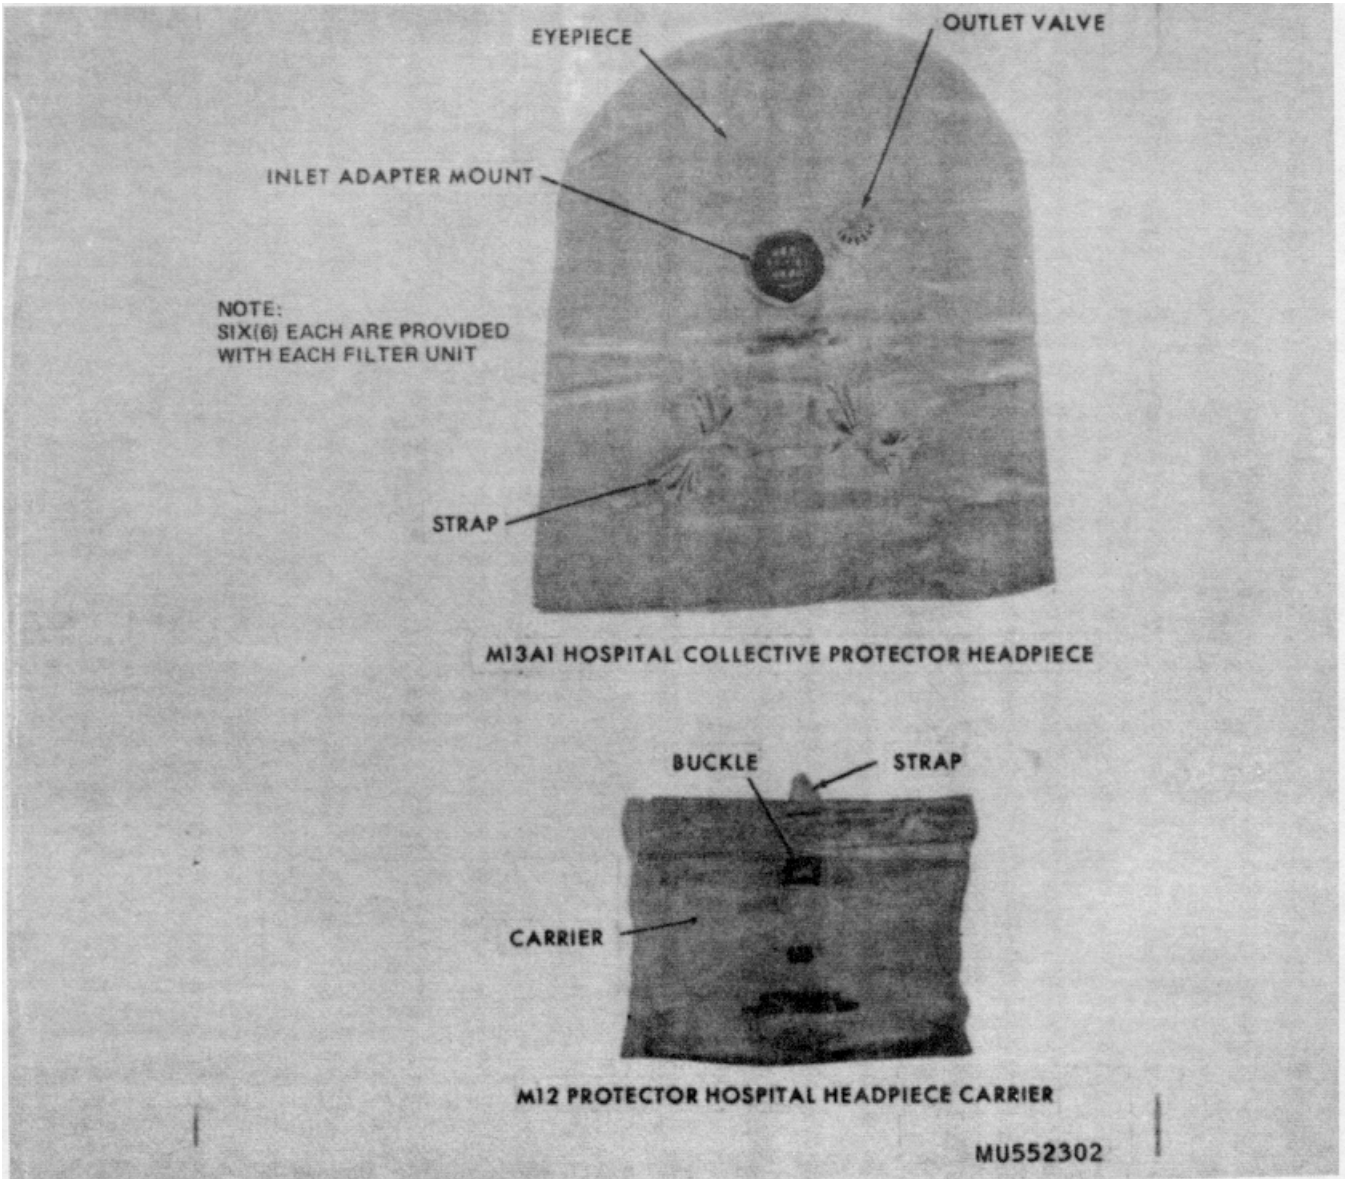 EYEPIECE
OUTLET VALVE
INLET ADAPTER MOUNT
NOTE:
SIX(6) EACH ARE PROVIDED
WITH EACH FILTER UNIT
STRAP
M13A1 HOSPITAL COLLECTIVE PROTECTOR HEADPIECE
BUCKLE
STRAP
CARRIER
M12 PROTECTOR HOSPITAL HEADPIECE CARRIER
MU552302